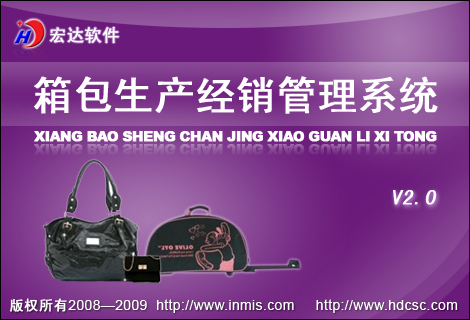 宏达软件
箱包生产经销管理系统
XIANG BAO SHENG CHAN JING XIAO GUAN LI XI TONG
V2.0
OLIVE OYL
版权所有2008—2009 http://www.inmis.com http://www.hdcsc.com